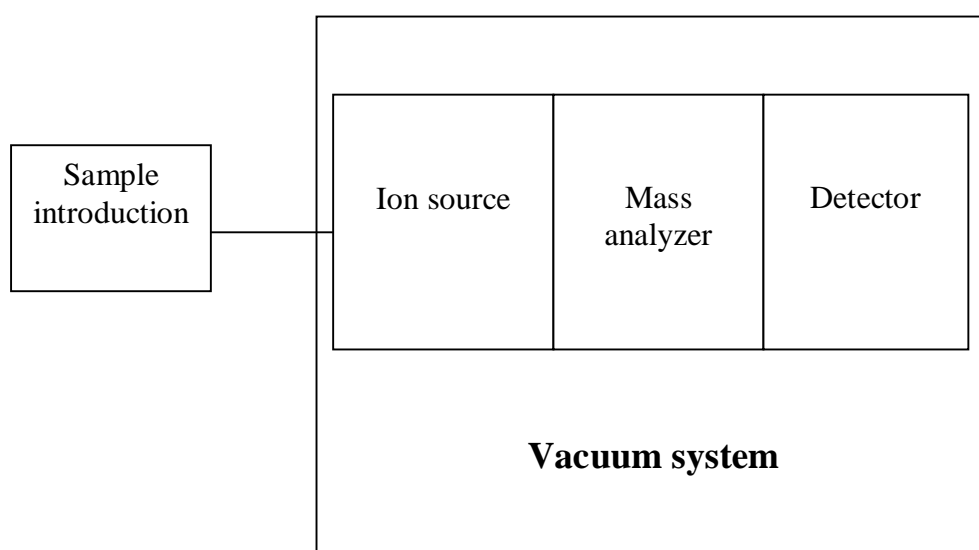 Sample
introduction
Ion source
Mass
analyzer
Detector
Vacuum system